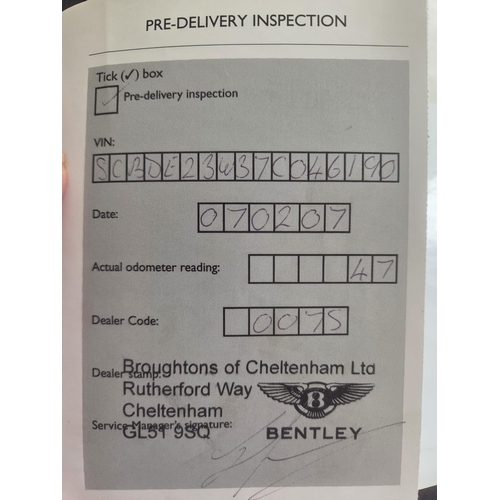 PRE-DELIVERY INSPECTION
Tick (✓) box
✓ Pre-delivery inspection
VIN:
SCBDE23W37C046190
Date: 070207
Actual odometer reading: 47
Dealer Code: 0075
Dealer stamp: Broughtons of Cheltenham Ltd
Rutherford Way
Cheltenham
Service Manager's signature:
GL51 9SQ
B
BENTLEY